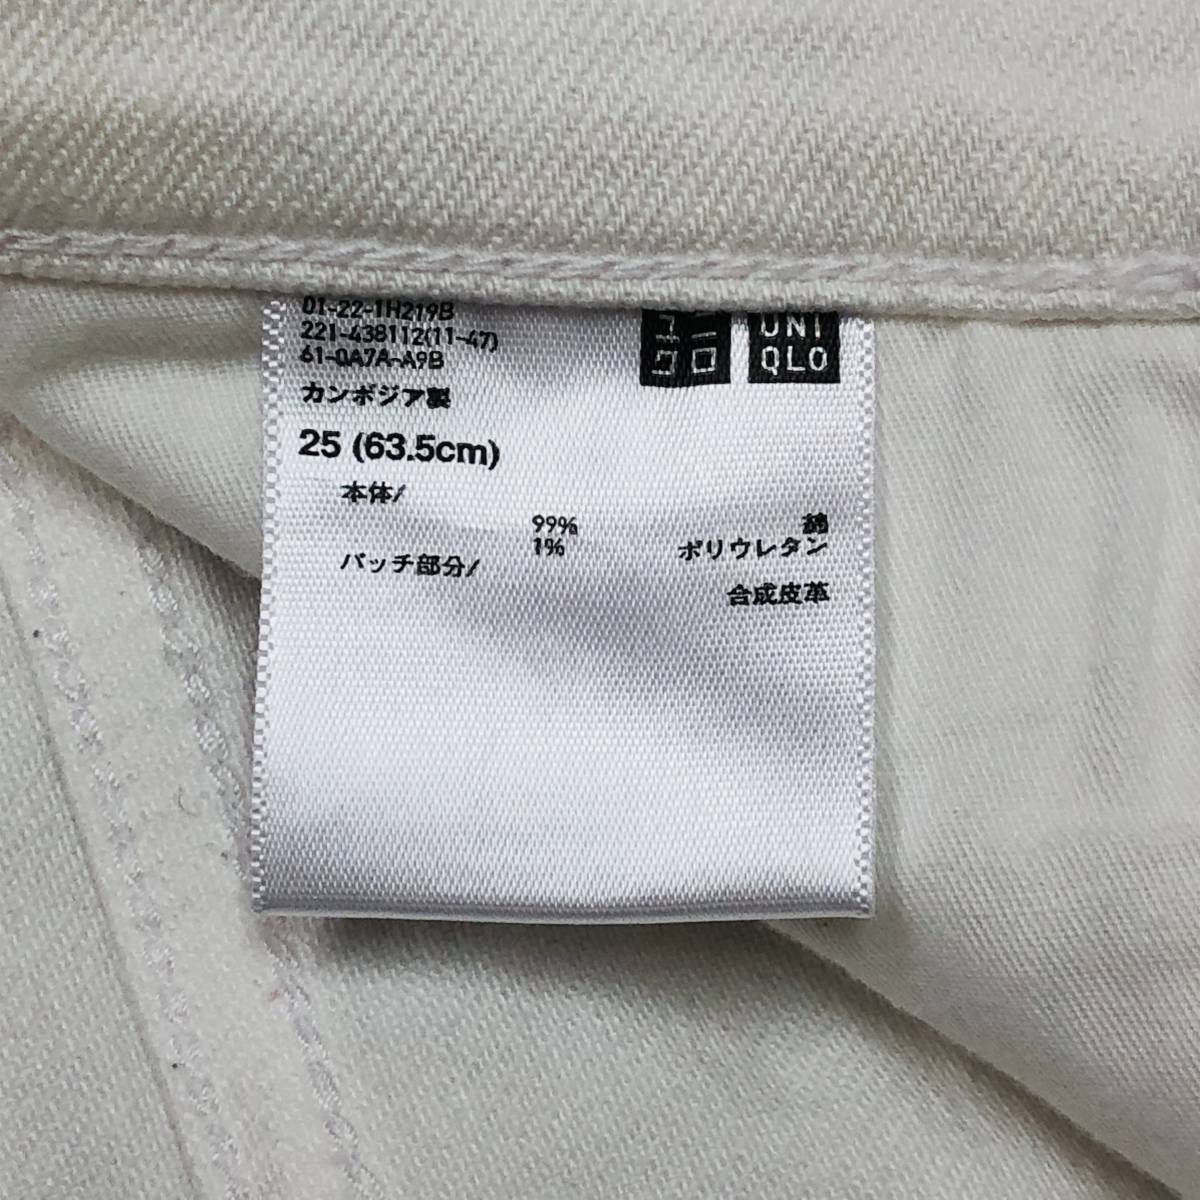 01-22-1H219B
221-438112(11-47)
61-0A7A-A9B
ユニ
クロ
UNI
QLO
カンボジア製
25 (63.5cm)
本体/
99% 綿
1% ポリウレタン
パッチ部分/
合成皮革